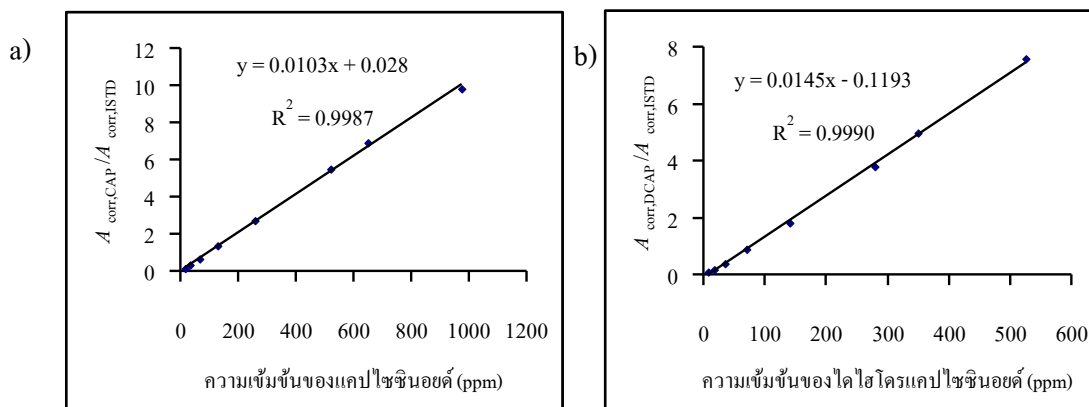 a)
12
10
8
6
4
2
0
y = 0.0103x + 0.028
R² = 0.9987
A corr,CAP /A corr,ISTD
0 200 400 600 800 1000 1200
ความเข้มข้นของแคปไซซินอยด์ (ppm)
b)
8
6
4
2
0
y = 0.0145x - 0.1193
R² = 0.9990
A corr,DCAP /A corr,ISTD
0 100 200 300 400 500 600
ความเข้มข้นของไดไฮโดรแคปไซซินอยด์ (ppm)